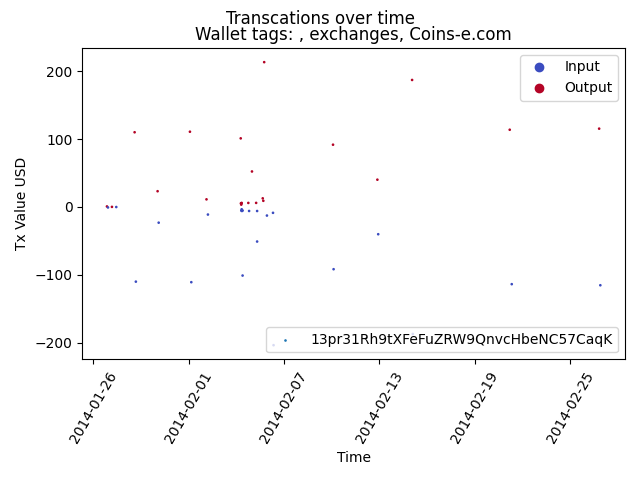 Transcations over time
Wallet tags: , exchanges, Coins-e.com
Input
Output
Tx Value USD
200
100
0
−100
−200
13pr31Rh9tXFeFuZRW9QnvcHbeNC57CaqK
2014-01-26
2014-02-01
2014-02-07
2014-02-13
2014-02-19
2014-02-25
Time